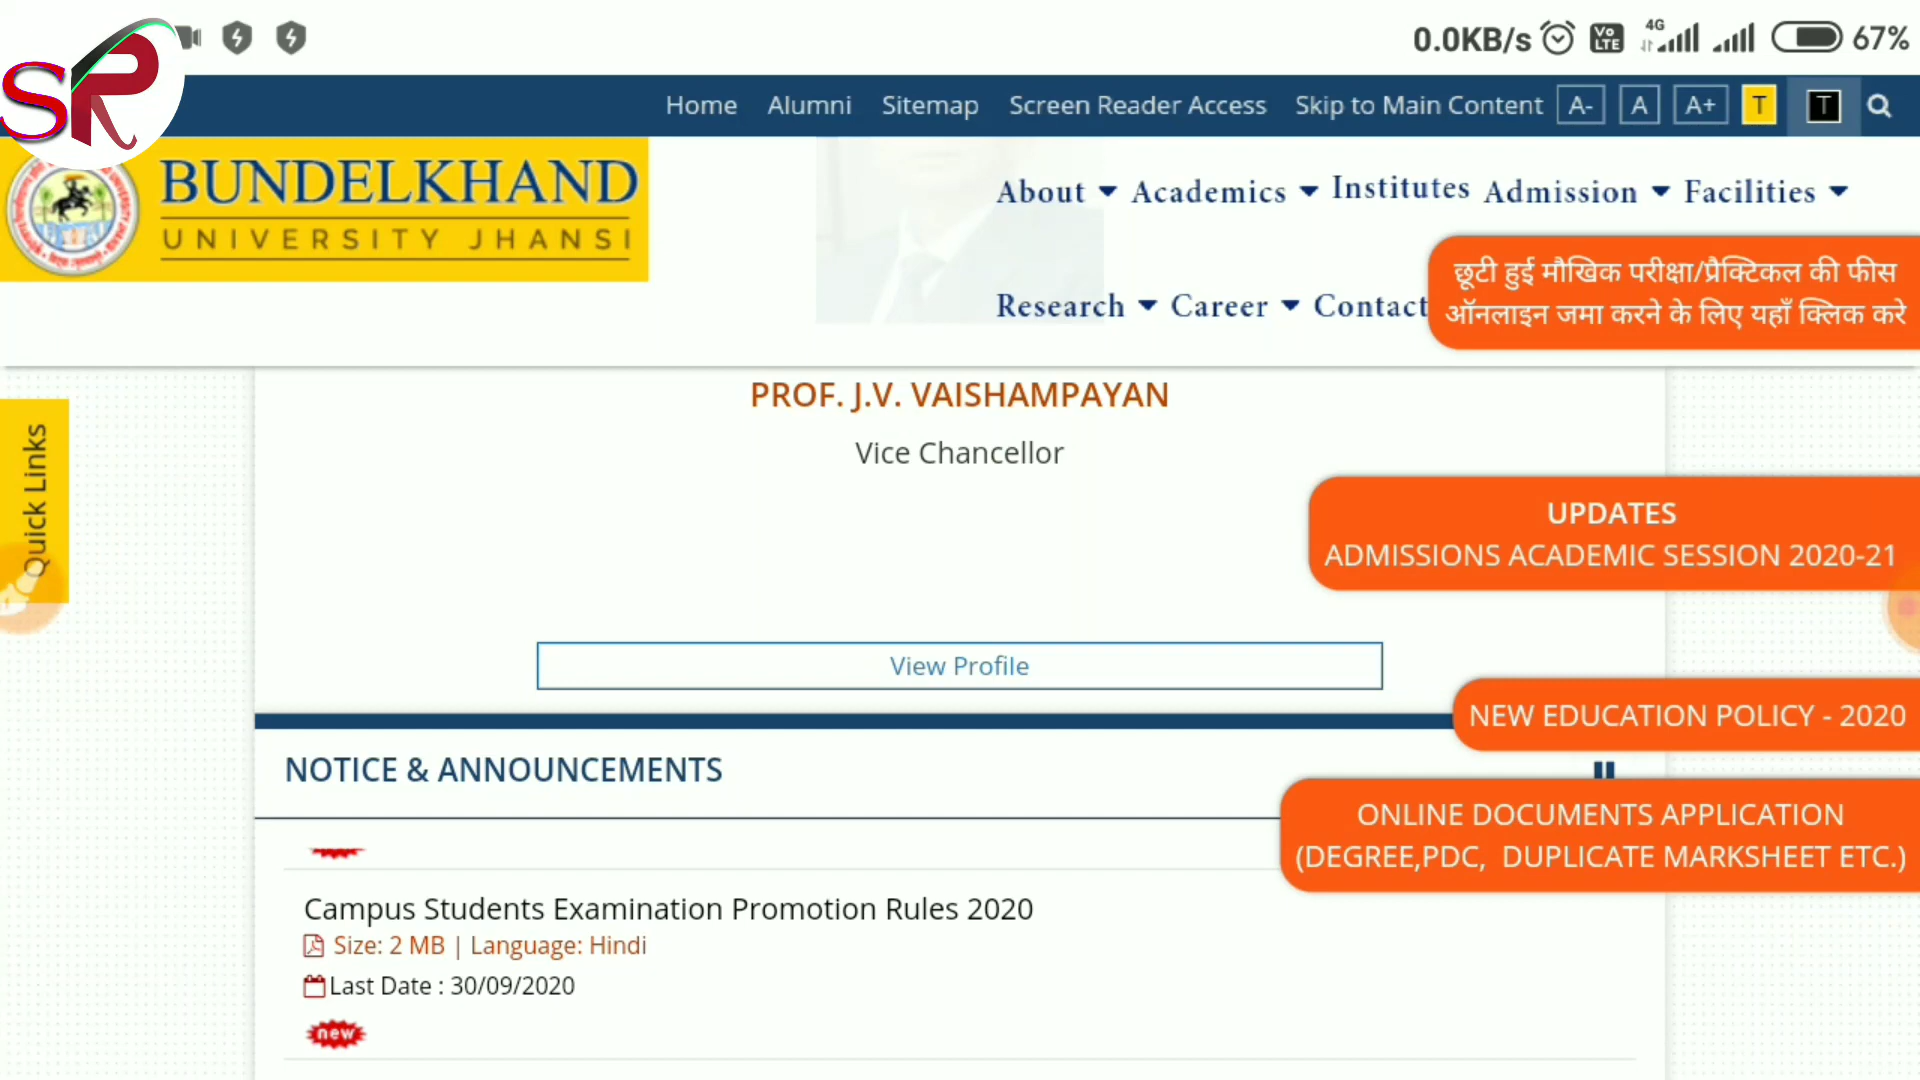 SR
0.0KB/s
Vo
LTE
4G
67%
Home
Alumni
Sitemap
Screen Reader Access
Skip to Main Content
A-
A
A+
T
T
BUNDELKHAND
UNIVERSITY JHANSI
About
Academics
Institutes
Admission
Facilities
Research
Career
Contact
छूटी हुई मौखिक परीक्षा/प्रैक्टिकल की फीस
ऑनलाइन जमा करने के लिए यहाँ क्लिक करे
PROF. J.V. VAISHAMPAYAN
Vice Chancellor
Quick Links
UPDATES
ADMISSIONS ACADEMIC SESSION 2020-21
View Profile
NEW EDUCATION POLICY - 2020
NOTICE & ANNOUNCEMENTS
ONLINE DOCUMENTS APPLICATION
(DEGREE,PDC, DUPLICATE MARKSHEET ETC.)
Campus Students Examination Promotion Rules 2020
Size: 2 MB | Language: Hindi
Last Date : 30/09/2020
new